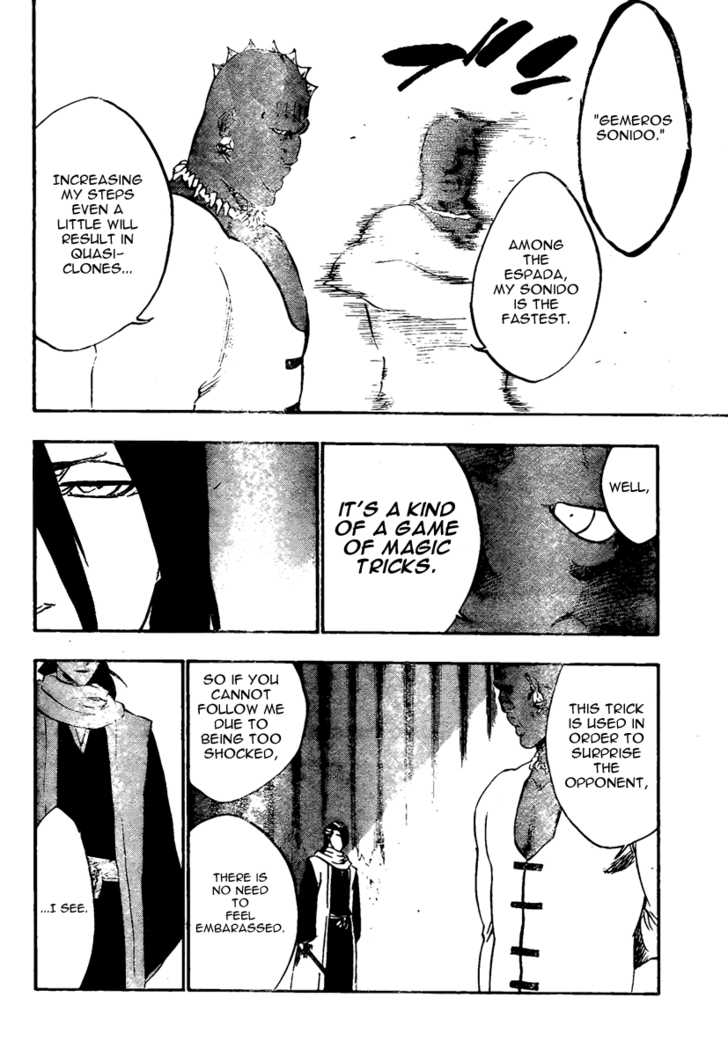 "GEMEROS
SONIDO."
AMONG
THE
ESPADA,
MY SONIDO
IS THE
FASTEST.
INCREASING
MY STEPS
EVEN A
LITTLE WILL
RESULT IN
QUASI-
CLONES...
WELL,
IT'S A KIND
OF A GAME
OF MAGIC
TRICKS.
THIS TRICK
IS USED IN
ORDER TO
SURPRISE
THE
OPPONENT,
SO IF YOU
CANNOT
FOLLOW ME
DUE TO
BEING TOO
SHOCKED,
THERE IS
NO NEED
TO
FEEL
EMBARASSED.
...I SEE.